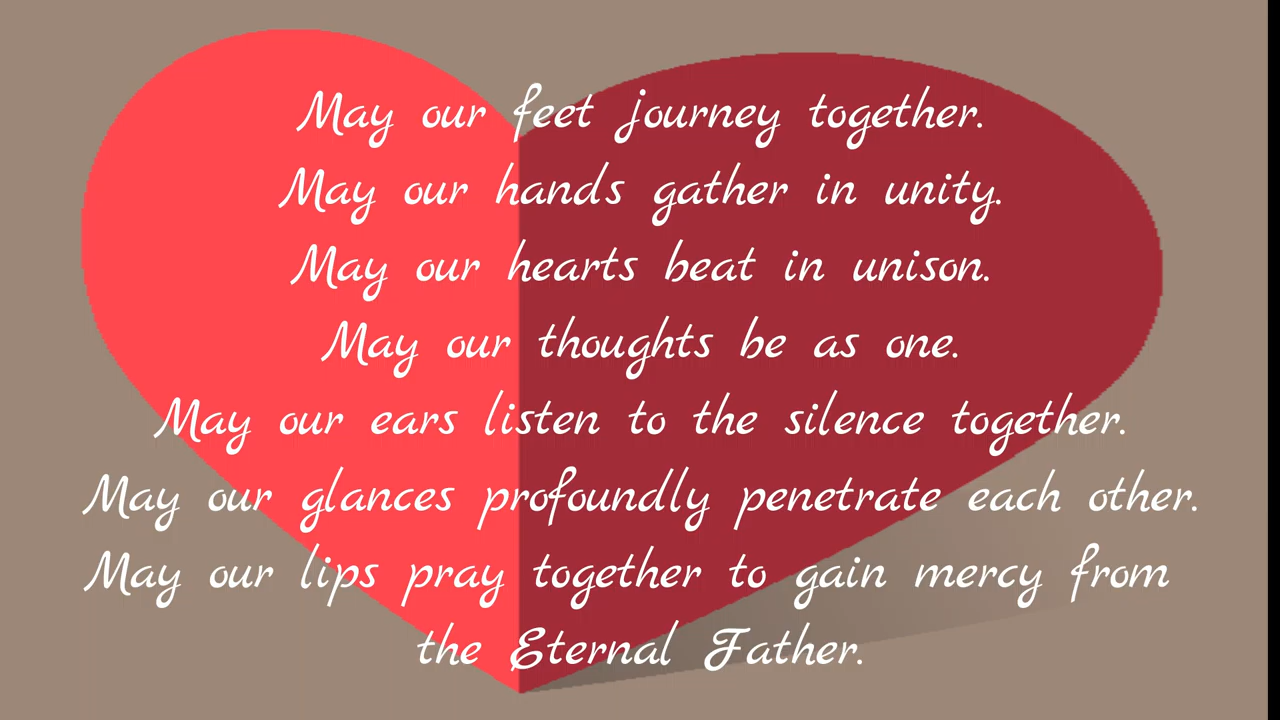 May our feet journey together.
May our hands gather in unity.
May our hearts beat in unison.
May our thoughts be as one.
May our ears listen to the silence together.
May our glances profoundly penetrate each other.
May our lips pray together to gain mercy from
the Eternal Father.